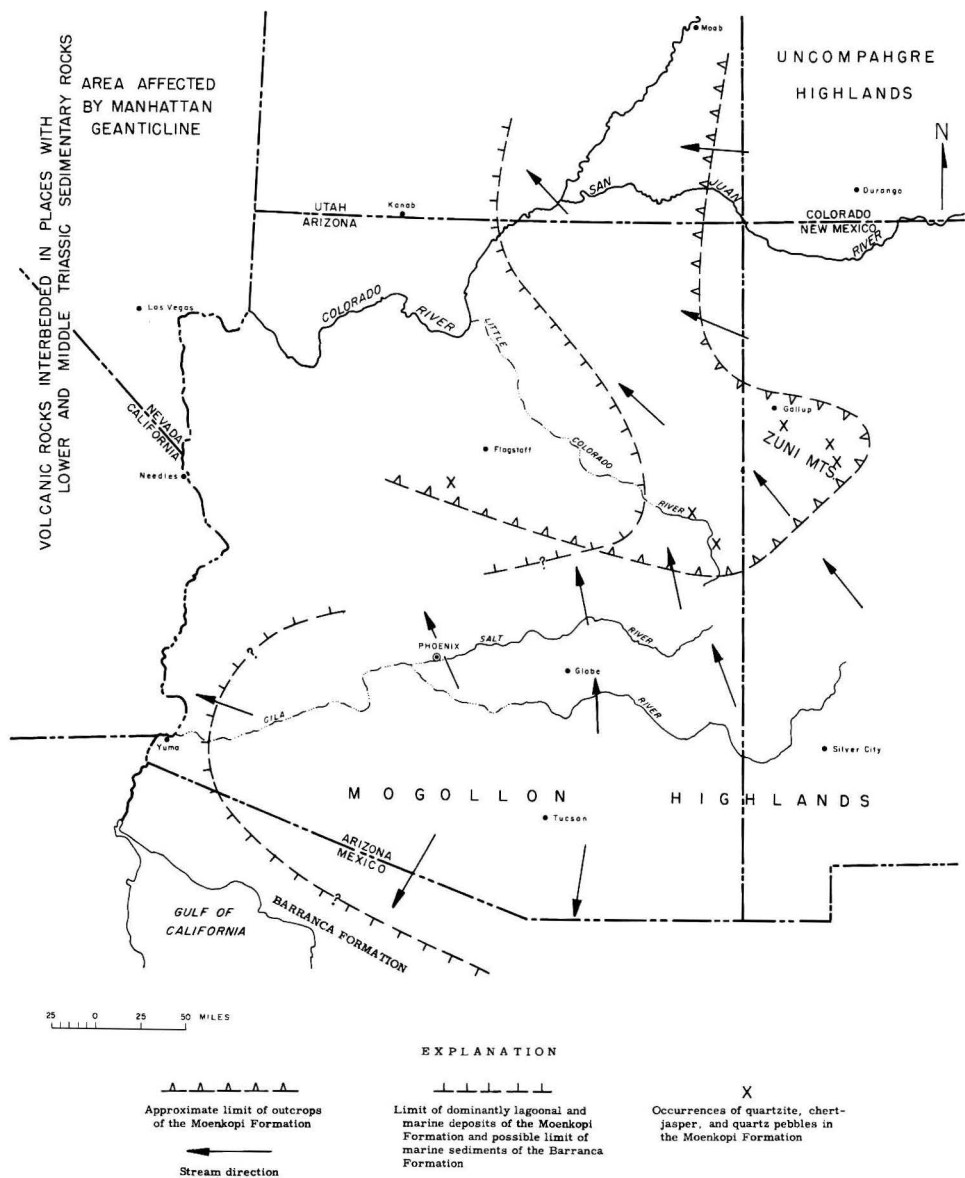 VOLCANIC ROCKS INTERBEDDED IN PLACES WITH
LOWER AND MIDDLE TRIASSIC SEDIMENTARY ROCKS
AREA AFFECTED
BY MANHATTAN
GEANTICLINE
Moab
UNCOMPAHGRE
HIGHLANDS
N
SAN
JUAN
RIVER
Durango
UTAH
ARIZONA
Kanab
COLORADO
NEW MEXICO
Las Vegas
COLORADO
RIVER
LITTLE
COLORADO
RIVER
NEVADA
CALIFORNIA
Needles
Flagstaff
Gallup
X
X
X
ZUNI MTS.
X
X
X
?
?
PHOENIX
SALT
RIVER
Globe
GILA
RIVER
Yuma
Silver City
MOGOLLON HIGHLANDS
Tucson
ARIZONA
MEXICO
?
BARRANCA FORMATION
GULF OF
CALIFORNIA
25 0 25 50 MILES
EXPLANATION
Approximate limit of outcrops
of the Moenkopi Formation
Stream direction
Limit of dominantly lagoonal and
marine deposits of the Moenkopi
Formation and possible limit of
marine sediments of the Barranca
Formation
X
Occurrences of quartzite, chert-
jasper, and quartz pebbles in
the Moenkopi Formation